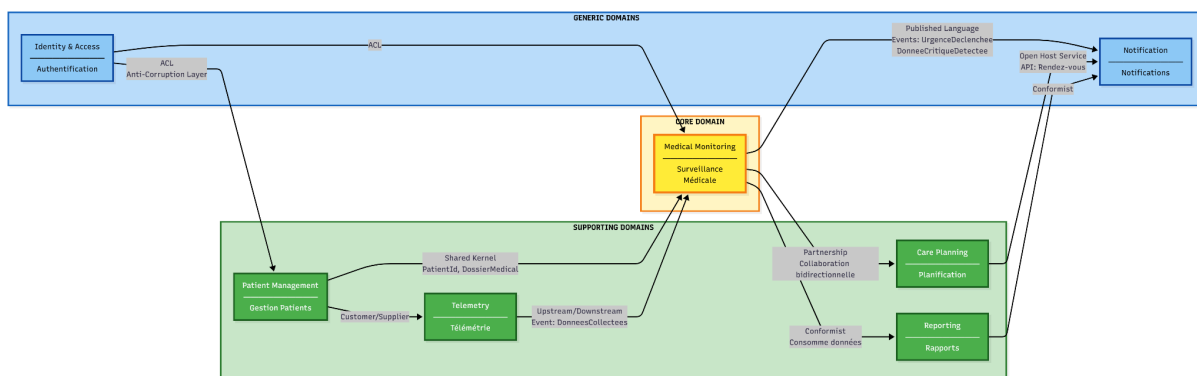 GENERIC DOMAINS
Identity & Access
Authentification
ACL
ACL
Anti-Corruption Layer
Published Language
Events: UrgenceDeclenchee
DonneeCritiqueDetectee
Open Host Service
API: Rendez-vous
Conformist
Notification
Notifications
CORE DOMAIN
Medical Monitoring
Surveillance
Médicale
SUPPORTING DOMAINS
Patient Management
Gestion Patients
Shared Kernel
PatientId, DossierMedical
Customer/Supplier
Telemetry
Télémétrie
Upstream/Downstream
Event: DonneesCollectees
Partnership
Collaboration
bidirectionnelle
Care Planning
Planification
Conformist
Consomme données
Reporting
Rapports